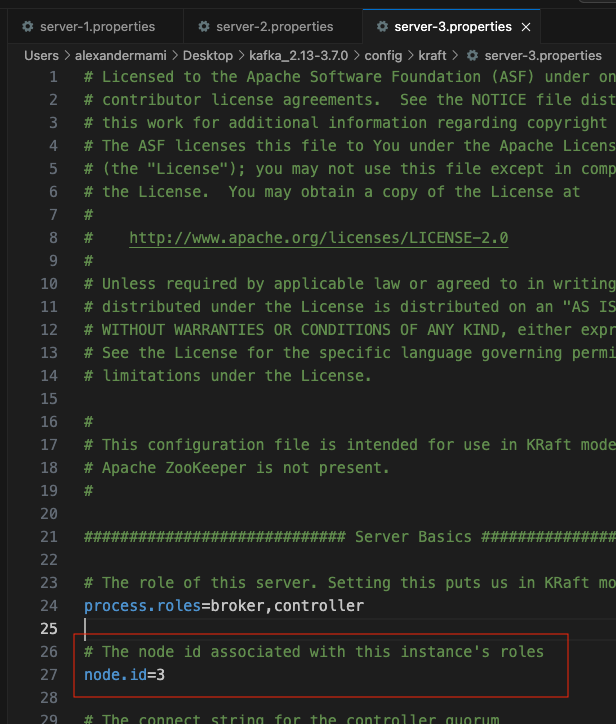 server-1.properties server-2.properties server-3.properties ×
Users > alexandermami > Desktop > kafka_2.13-3.7.0 > config > kraft > server-3.properties
1 # Licensed to the Apache Software Foundation (ASF) under on
2 # contributor license agreements.  See the NOTICE file dist
3 # this work for additional information regarding copyright
4 # The ASF licenses this file to You under the Apache Licens
5 # (the "License"); you may not use this file except in comp
6 # the License.  You may obtain a copy of the License at
7 #
8 #    http://www.apache.org/licenses/LICENSE-2.0
9 #
10 # Unless required by applicable law or agreed to in writing
11 # distributed under the License is distributed on an "AS IS
12 # WITHOUT WARRANTIES OR CONDITIONS OF ANY KIND, either expr
13 # See the License for the specific language governing permi
14 # limitations under the License.
15
16 #
17 # This configuration file is intended for use in KRaft mode
18 # Apache ZooKeeper is not present.
19 #
20
21 ############################# Server Basics ###############
22
23 # The role of this server. Setting this puts us in KRaft mo
24 process.roles=broker,controller
25
26 # The node id associated with this instance's roles
27 node.id=3
28
29 # The connect string for the controller quorum